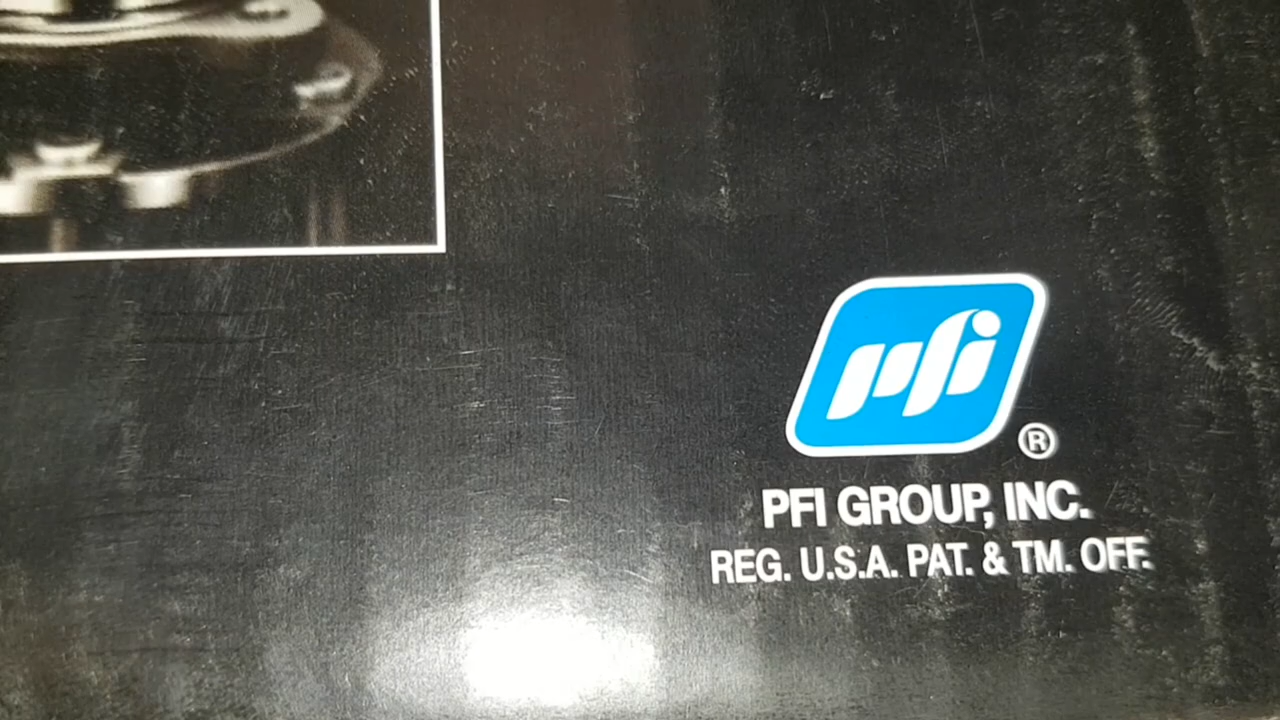 pfi
®
PFI GROUP, INC.
REG. U.S.A. PAT. & TM. OFF.